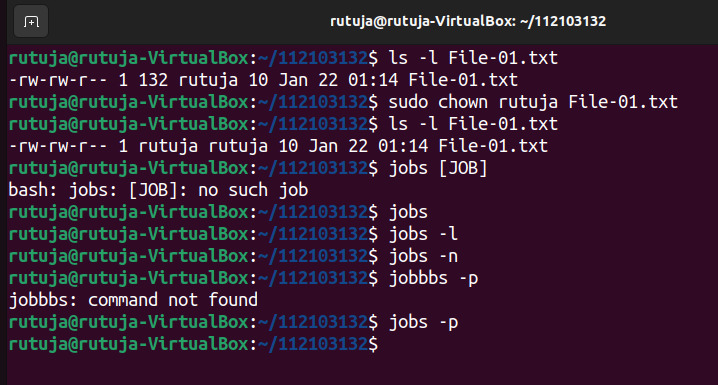 rutuja@rutuja-VirtualBox: ~/112103132
rutuja@rutuja-VirtualBox:~/112103132$ ls -l File-01.txt
-rw-rw-r-- 1 132 rutuja 10 Jan 22 01:14 File-01.txt
rutuja@rutuja-VirtualBox:~/112103132$ sudo chown rutuja File-01.txt
rutuja@rutuja-VirtualBox:~/112103132$ ls -l File-01.txt
-rw-rw-r-- 1 rutuja rutuja 10 Jan 22 01:14 File-01.txt
rutuja@rutuja-VirtualBox:~/112103132$ jobs [JOB]
bash: jobs: [JOB]: no such job
rutuja@rutuja-VirtualBox:~/112103132$ jobs
rutuja@rutuja-VirtualBox:~/112103132$ jobs -l
rutuja@rutuja-VirtualBox:~/112103132$ jobs -n
rutuja@rutuja-VirtualBox:~/112103132$ jobbbs -p
jobbbs: command not found
rutuja@rutuja-VirtualBox:~/112103132$ jobs -p
rutuja@rutuja-VirtualBox:~/112103132$